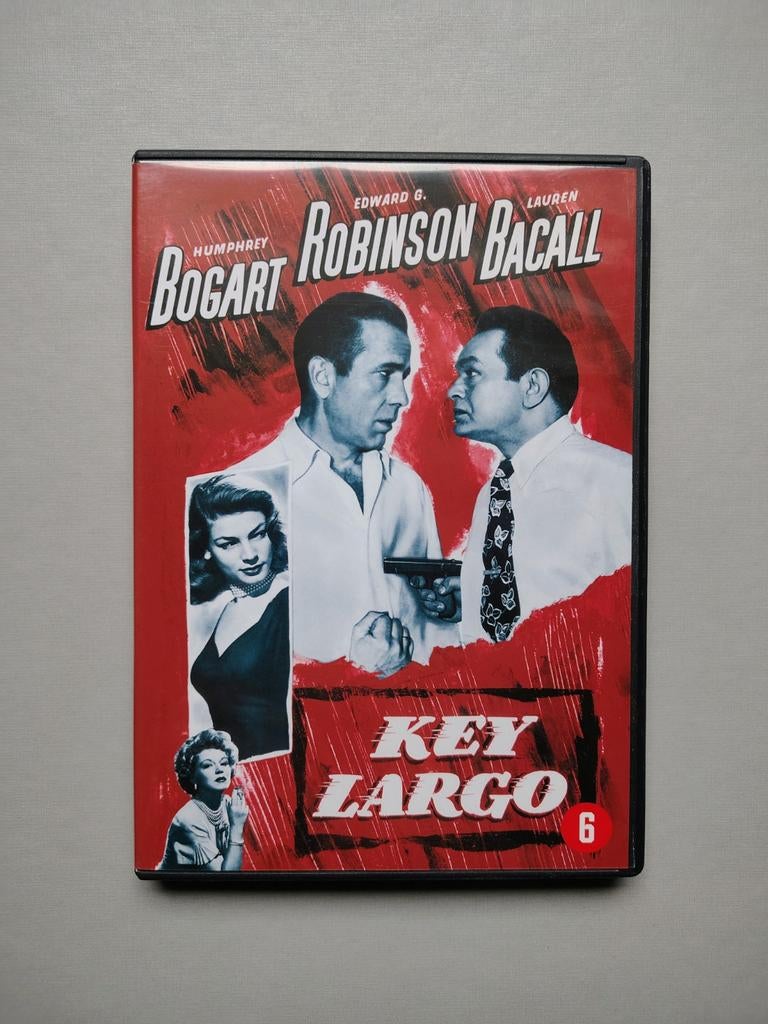 HUMPHREY
BOGART
EDWARD G.
ROBINSON
LAUREN
BACALL
KEY
LARGO
6